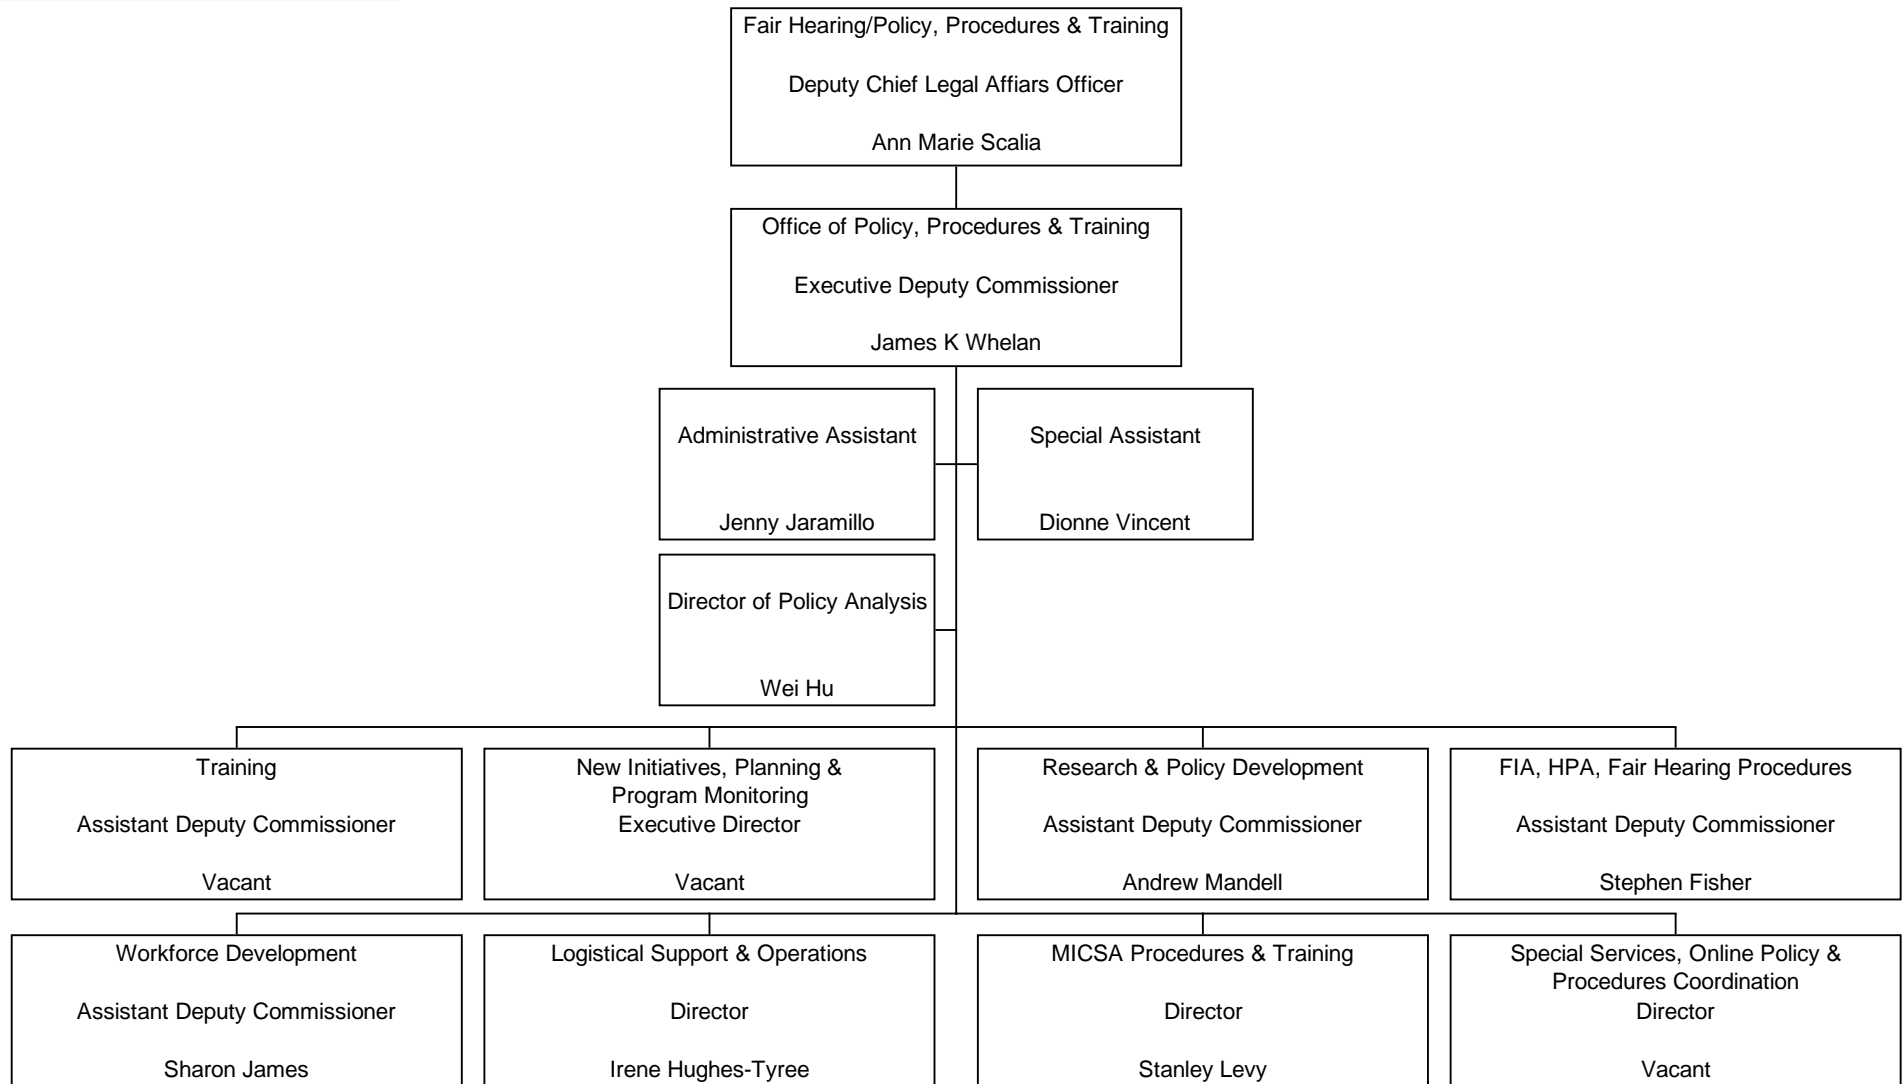 Fair Hearing/Policy, Procedures & Training
Deputy Chief Legal Affiars Officer
Ann Marie Scalia
Office of Policy, Procedures & Training
Executive Deputy Commissioner
James K Whelan
Administrative Assistant
Jenny Jaramillo
Special Assistant
Dionne Vincent
Director of Policy Analysis
Wei Hu
Training
Assistant Deputy Commissioner
Vacant
New Initiatives, Planning &
Program Monitoring
Executive Director
Vacant
Research & Policy Development
Assistant Deputy Commissioner
Andrew Mandell
FIA, HPA, Fair Hearing Procedures
Assistant Deputy Commissioner
Stephen Fisher
Workforce Development
Assistant Deputy Commissioner
Sharon James
Logistical Support & Operations
Director
Irene Hughes-Tyree
MICSA Procedures & Training
Director
Stanley Levy
Special Services, Online Policy &
Procedures Coordination
Director
Vacant